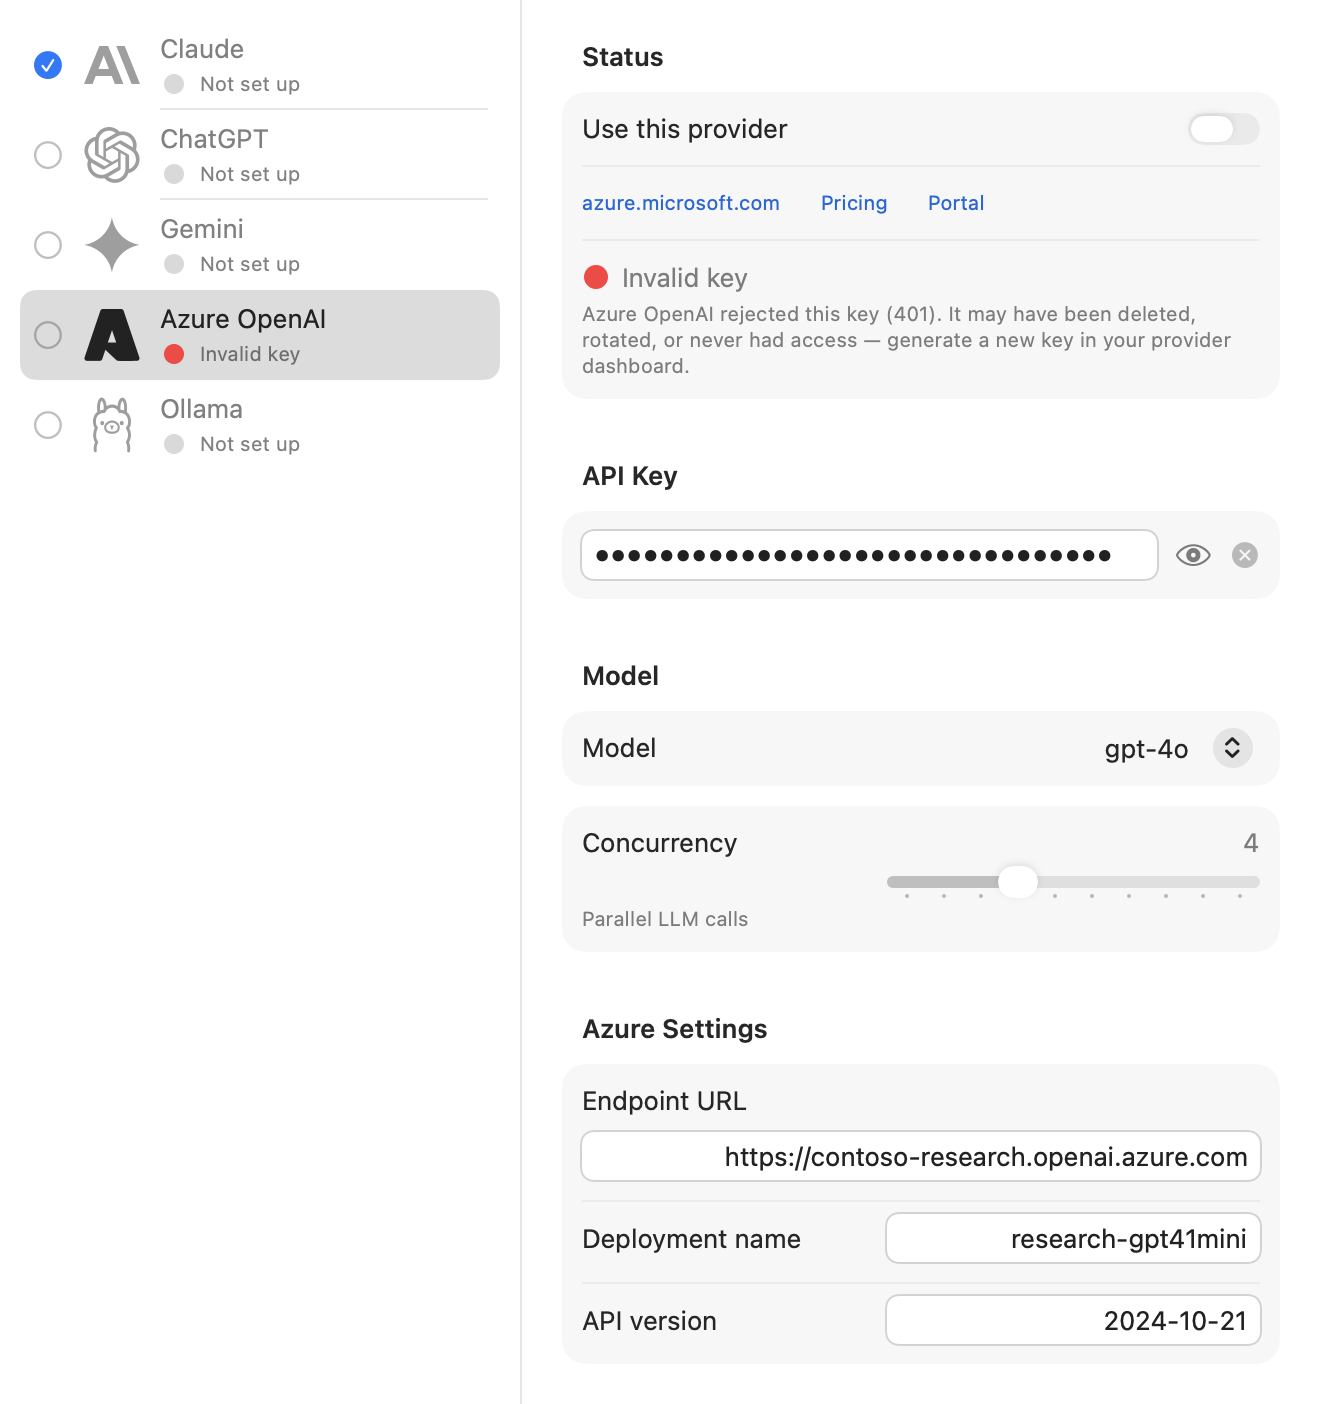 Claude
Not set up
ChatGPT
Not set up
Gemini
Not set up
Azure OpenAI
Invalid key
Ollama
Not set up
Status
Use this provider
azure.microsoft.com Pricing Portal
Invalid key
Azure OpenAI rejected this key (401). It may have been deleted,
rotated, or never had access — generate a new key in your provider
dashboard.
API Key
Model
Model gpt-4o
Concurrency 4
Parallel LLM calls
Azure Settings
Endpoint URL
https://contoso-research.openai.azure.com
Deployment name research-gpt41mini
API version 2024-10-21